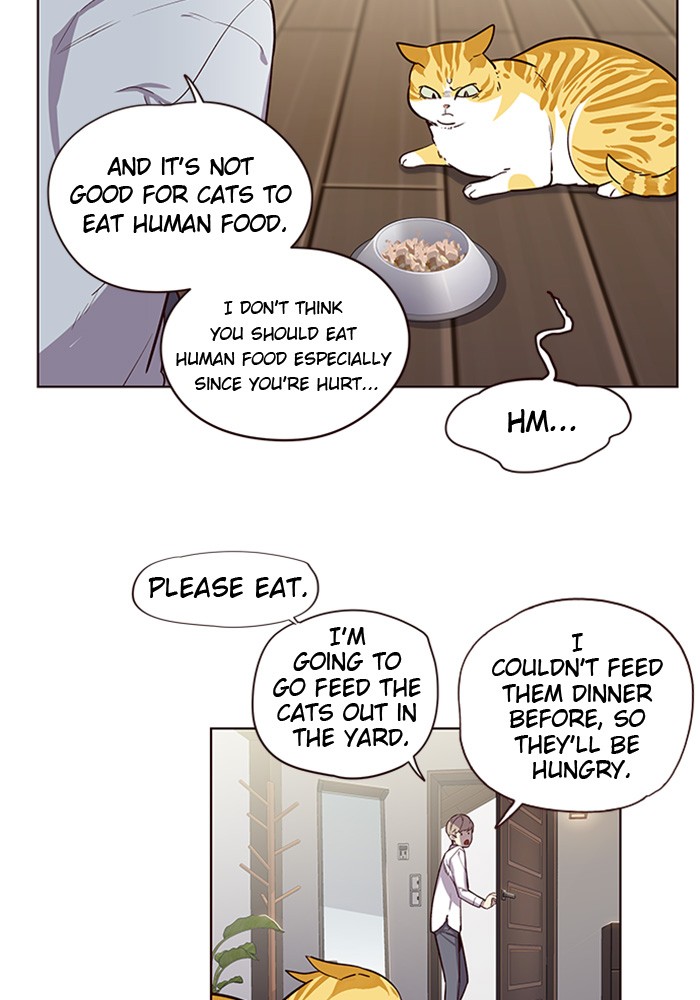 AND IT'S NOT
GOOD FOR CATS TO
EAT HUMAN FOOD.
I DON'T THINK
YOU SHOULD EAT
HUMAN FOOD ESPECIALLY
SINCE YOU'RE HURT...
HM...
PLEASE EAT.
I'M
GOING TO
GO FEED THE
CATS OUT IN
THE YARD.
I
COULDN'T FEED
THEM DINNER
BEFORE, SO
THEY'LL BE
HUNGRY.